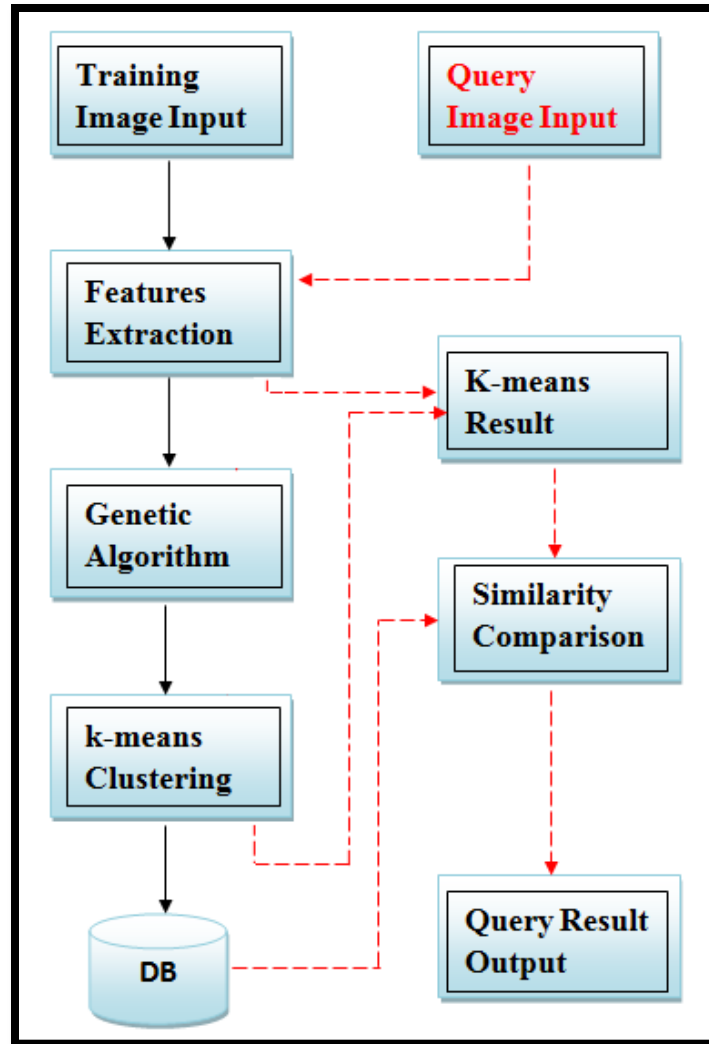 Training
Image Input
Query
Image Input
Features
Extraction
K-means
Result
Genetic
Algorithm
Similarity
Comparison
k-means
Clustering
Query Result
Output
DB